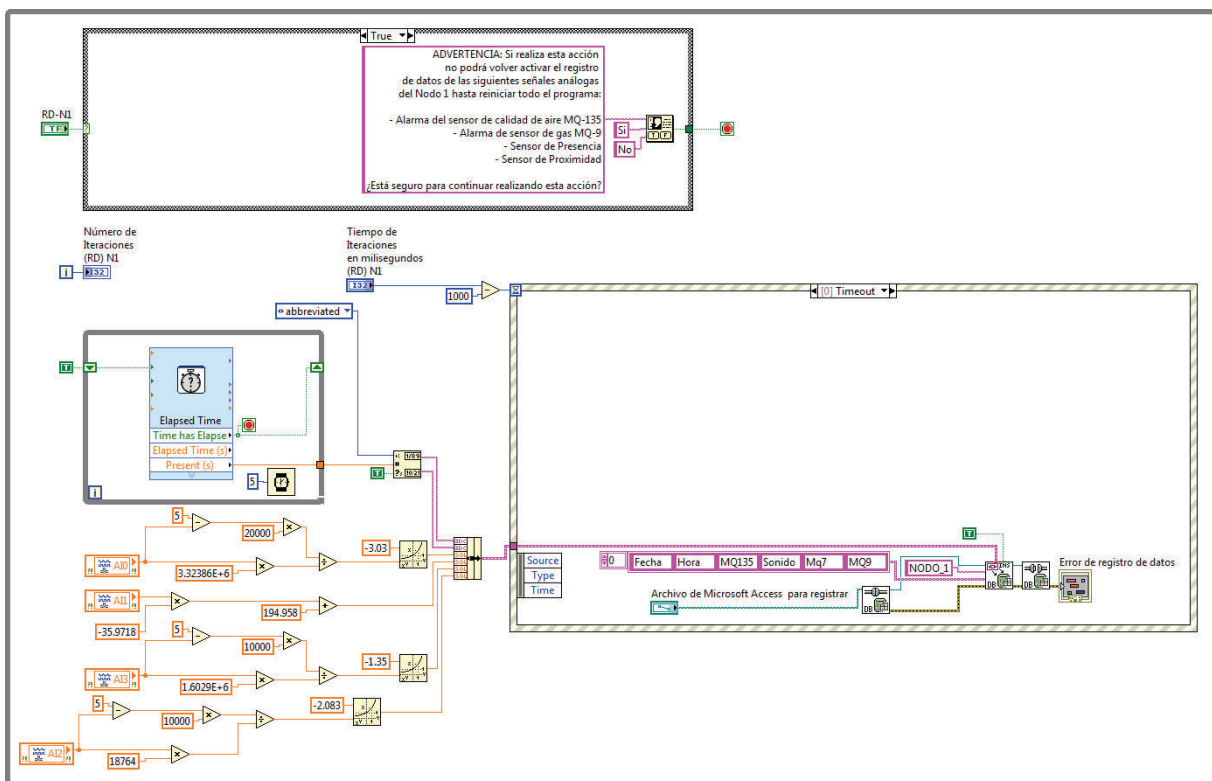 True
ADVERTENCIA: Si realiza esta acción
no podrá volver activar el registro
de datos de las siguientes señales análogas
del Nodo 1 hasta reiniciar todo el programa:
- Alarma del sensor de calidad de aire MQ-135
- Alarma de sensor de gas MQ-9
- Sensor de Presencia
- Sensor de Proximidad
¿Está seguro para continuar realizando esta acción?
Si
No
T F
RD-N1
TF
Número de
Iteraciones
(RD) N1
i
I32
Tiempo de
Iteraciones
en milisegundos
(RD) N1
I32
1000
[0] Timeout
abbreviated
T
Elapsed Time
Time has Elapse
Elapsed Time (s)
Present (s)
5
i
T
5
20000
AI0
3.32386E+6
-3.03
AI1
-35.9718
194.958
5
10000
AI3
1.6029E+6
-1.35
5
10000
AI2
18764
-2.083
Source
Type
Time
0
Fecha
Hora
MQ135
Sonido
Mq7
MQ9
T
NODO_1
INS
DB
DB
Archivo de Microsoft Access para registrar
Error de registro de datos